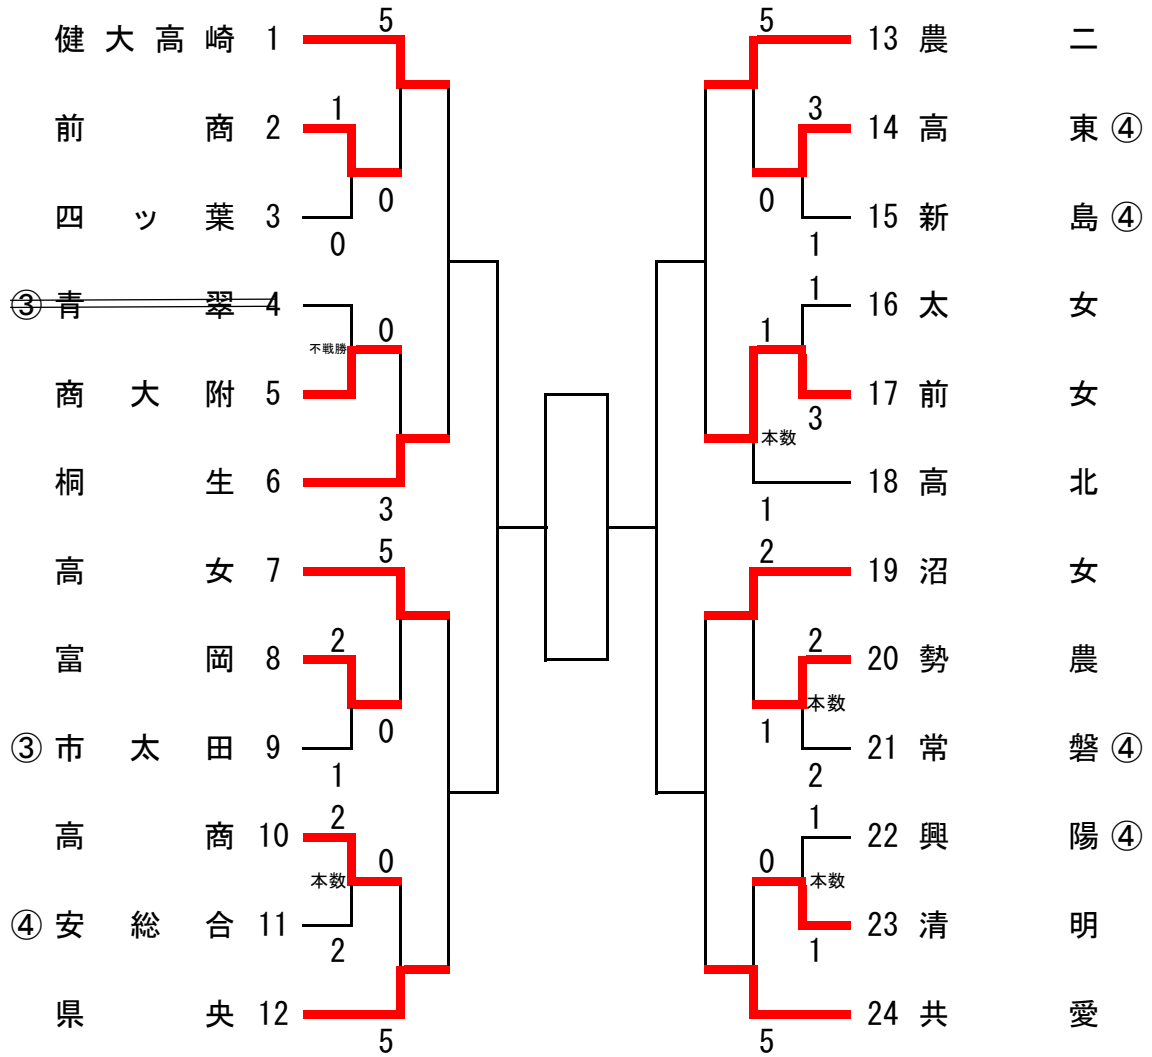 健大高崎 1 5
前商 2 1
0
四ッ葉 3 0
③ 青翠 4
不戦勝 0
商大附 5
桐生 6 3
高女 7 5
富岡 8 2
0
③ 市太田 9 1
高商 10 2
本数 0
④ 安総合 11 2
県央 12 5
5 13 農二
3 14 高東 ④
0
1 15 新島 ④
1 16 太女
1
3 17 前女
本数
1 18 高北
2 19 沼女
2 20 勢農
本数
1
2 21 常磐 ④
1 22 興陽 ④
0 本数
1 23 清明
5 24 共愛